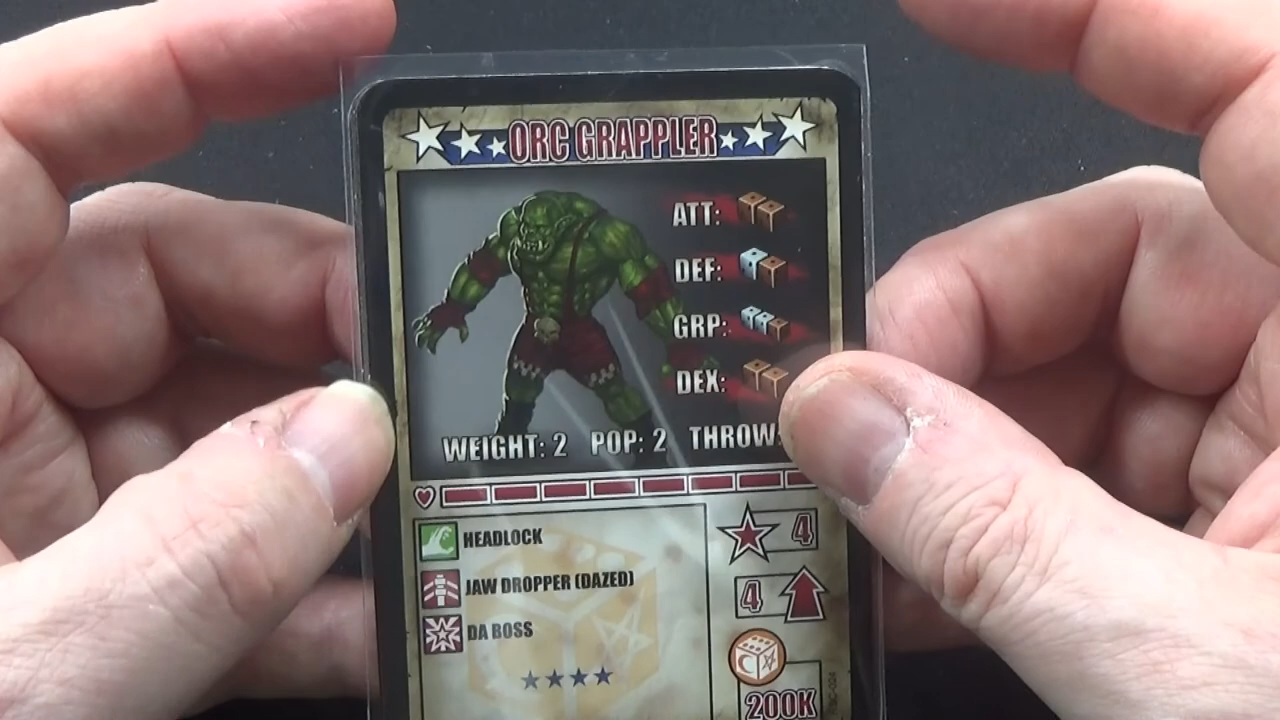 ORC GRAPPLER
ATT:
DEF:
GRP:
DEX:
WEIGHT: 2 POP: 2 THROW:
HEADLOCK
JAW DROPPER (DAZED)
DA BOSS
4
4
200K